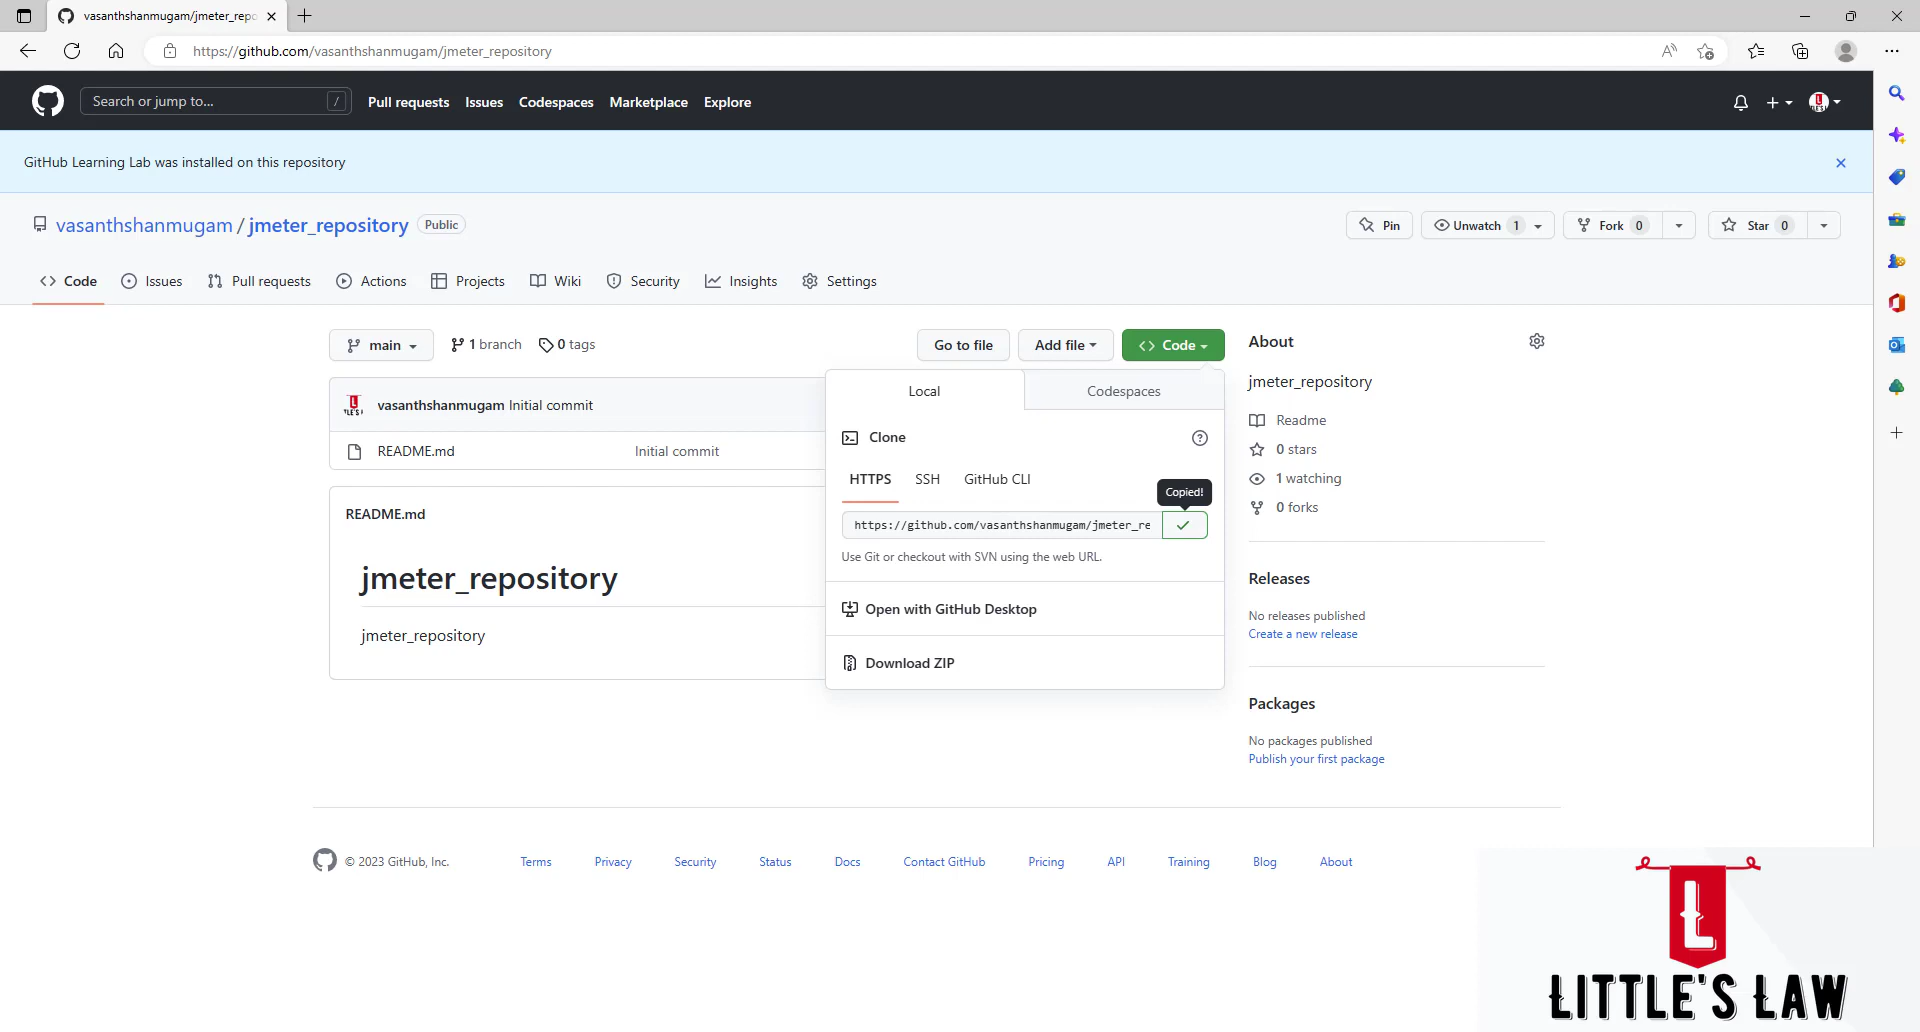 vasanthshanmugam/jmeter_repo
https://github.com/vasanthshanmugam/jmeter_repository
Search or jump to... /
Pull requests Issues Codespaces Marketplace Explore
GitHub Learning Lab was installed on this repository
vasanthshanmugam / jmeter_repository Public
Pin Unwatch 1 Fork 0 Star 0
Code Issues Pull requests Actions Projects Wiki Security Insights Settings
main 1 branch 0 tags Go to file Add file Code
vasanthshanmugam Initial commit
README.md Initial commit
README.md
jmeter_repository
jmeter_repository
Local Codespaces
Clone
HTTPS SSH GitHub CLI
Copied!
https://github.com/vasanthshanmugam/jmeter_re
Use Git or checkout with SVN using the web URL.
Open with GitHub Desktop
Download ZIP
About
jmeter_repository
Readme
0 stars
1 watching
0 forks
Releases
No releases published
Create a new release
Packages
No packages published
Publish your first package
© 2023 GitHub, Inc. Terms Privacy Security Status Docs Contact GitHub Pricing API Training Blog About
L
LITTLE'S LAW